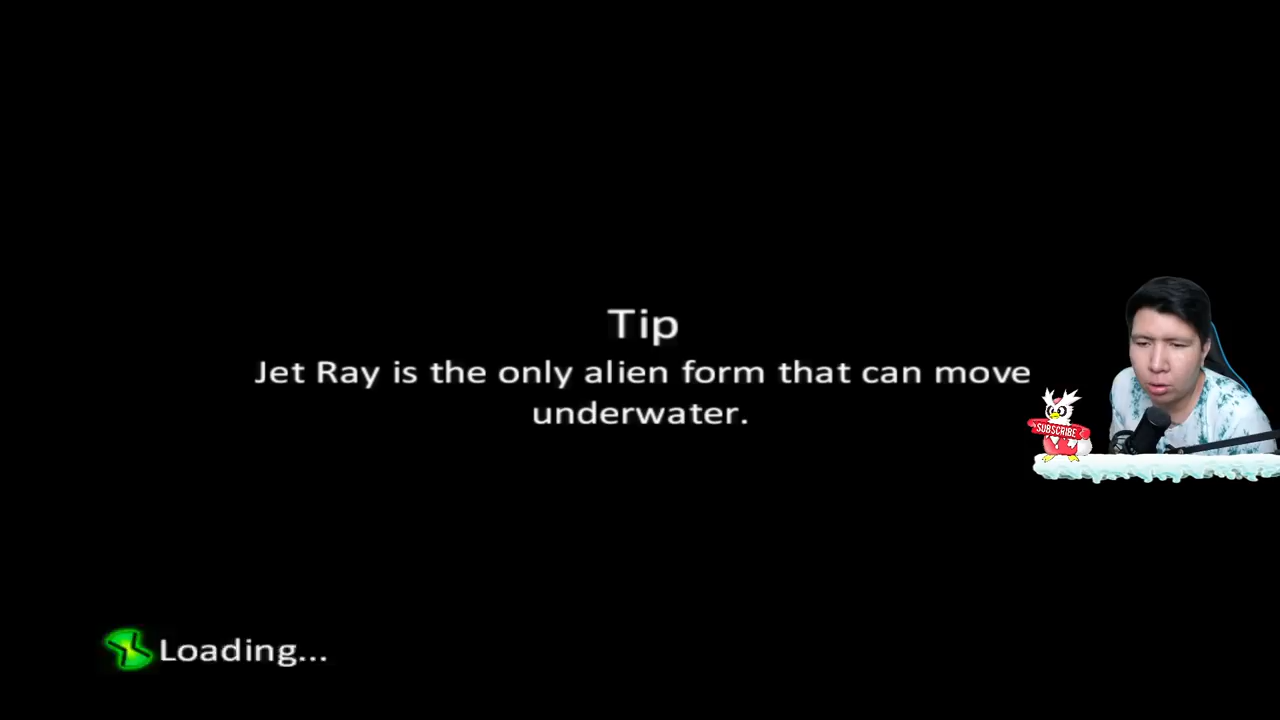 Tip
Jet Ray is the only alien form that can move
underwater.
SUBSCRIBE
Loading...